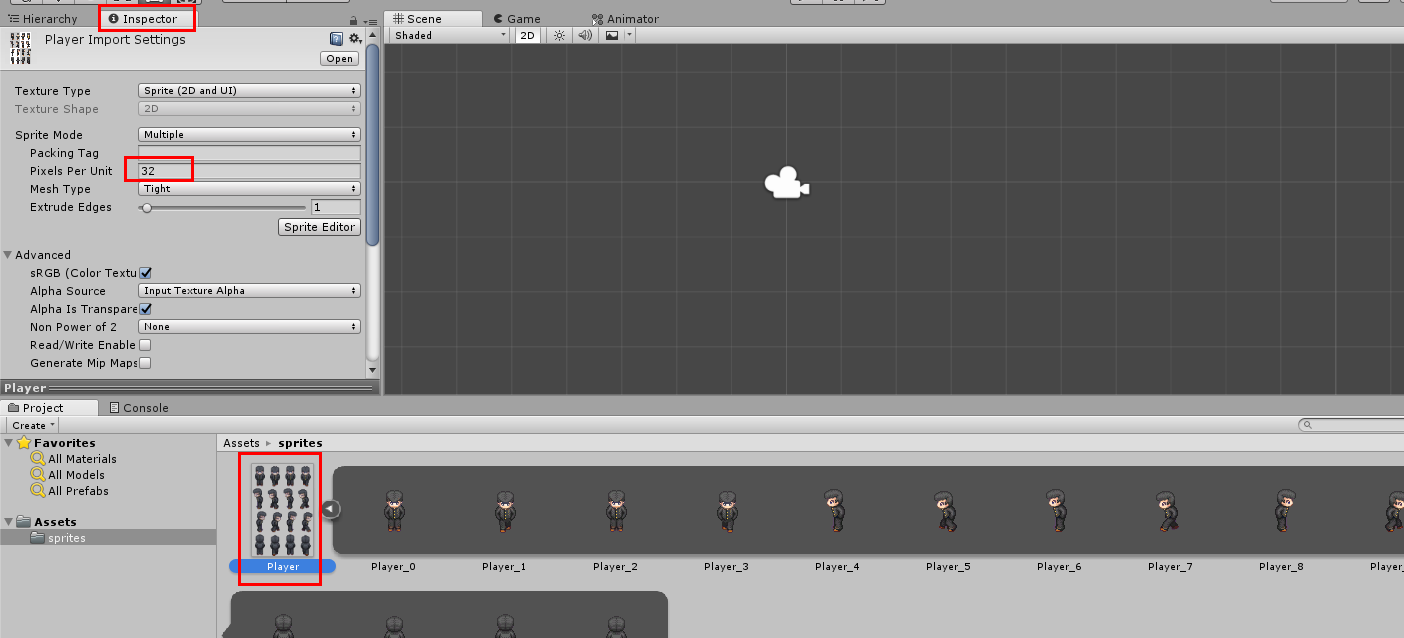 Hierarchy
Inspector
Scene
Game
Animator
Player Import Settings
Open
Shaded
2D
Texture Type
Sprite (2D and UI)
Texture Shape
2D
Sprite Mode
Multiple
Packing Tag
Pixels Per Unit
32
Mesh Type
Tight
Extrude Edges
1
Sprite Editor
Advanced
sRGB (Color Textu
Alpha Source
Input Texture Alpha
Alpha Is Transpare
Non Power of 2
None
Read/Write Enable
Generate Mip Maps
Player
Project
Console
Create
Favorites
All Materials
All Models
All Prefabs
Assets
sprites
Assets
sprites
Player
Player_0
Player_1
Player_2
Player_3
Player_4
Player_5
Player_6
Player_7
Player_8
Player_